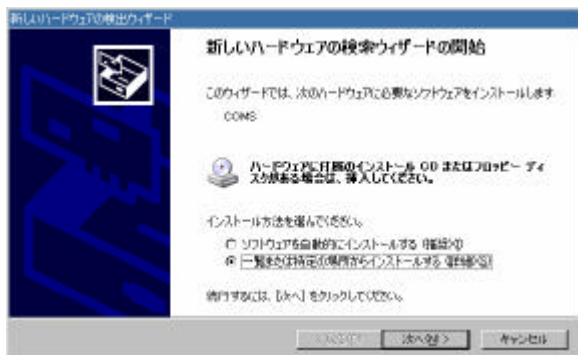 新しいハードウェアの検出ウィザード
新しいハードウェアの検索ウィザードの開始
このウィザードでは、次のハードウェアに必要なソフトウェアをインストールします:
COMS
ハードウェアに付属のインストール CD またはフロッピー ディ
スクがある場合は、挿入してください。
インストール方法を選んでください。
ソフトウェアを自動的にインストールする (推奨)(I)
一覧または特定の場所からインストールする (詳細)(S)
続行するには、[次へ] をクリックしてください。
次へ(N) >
キャンセル